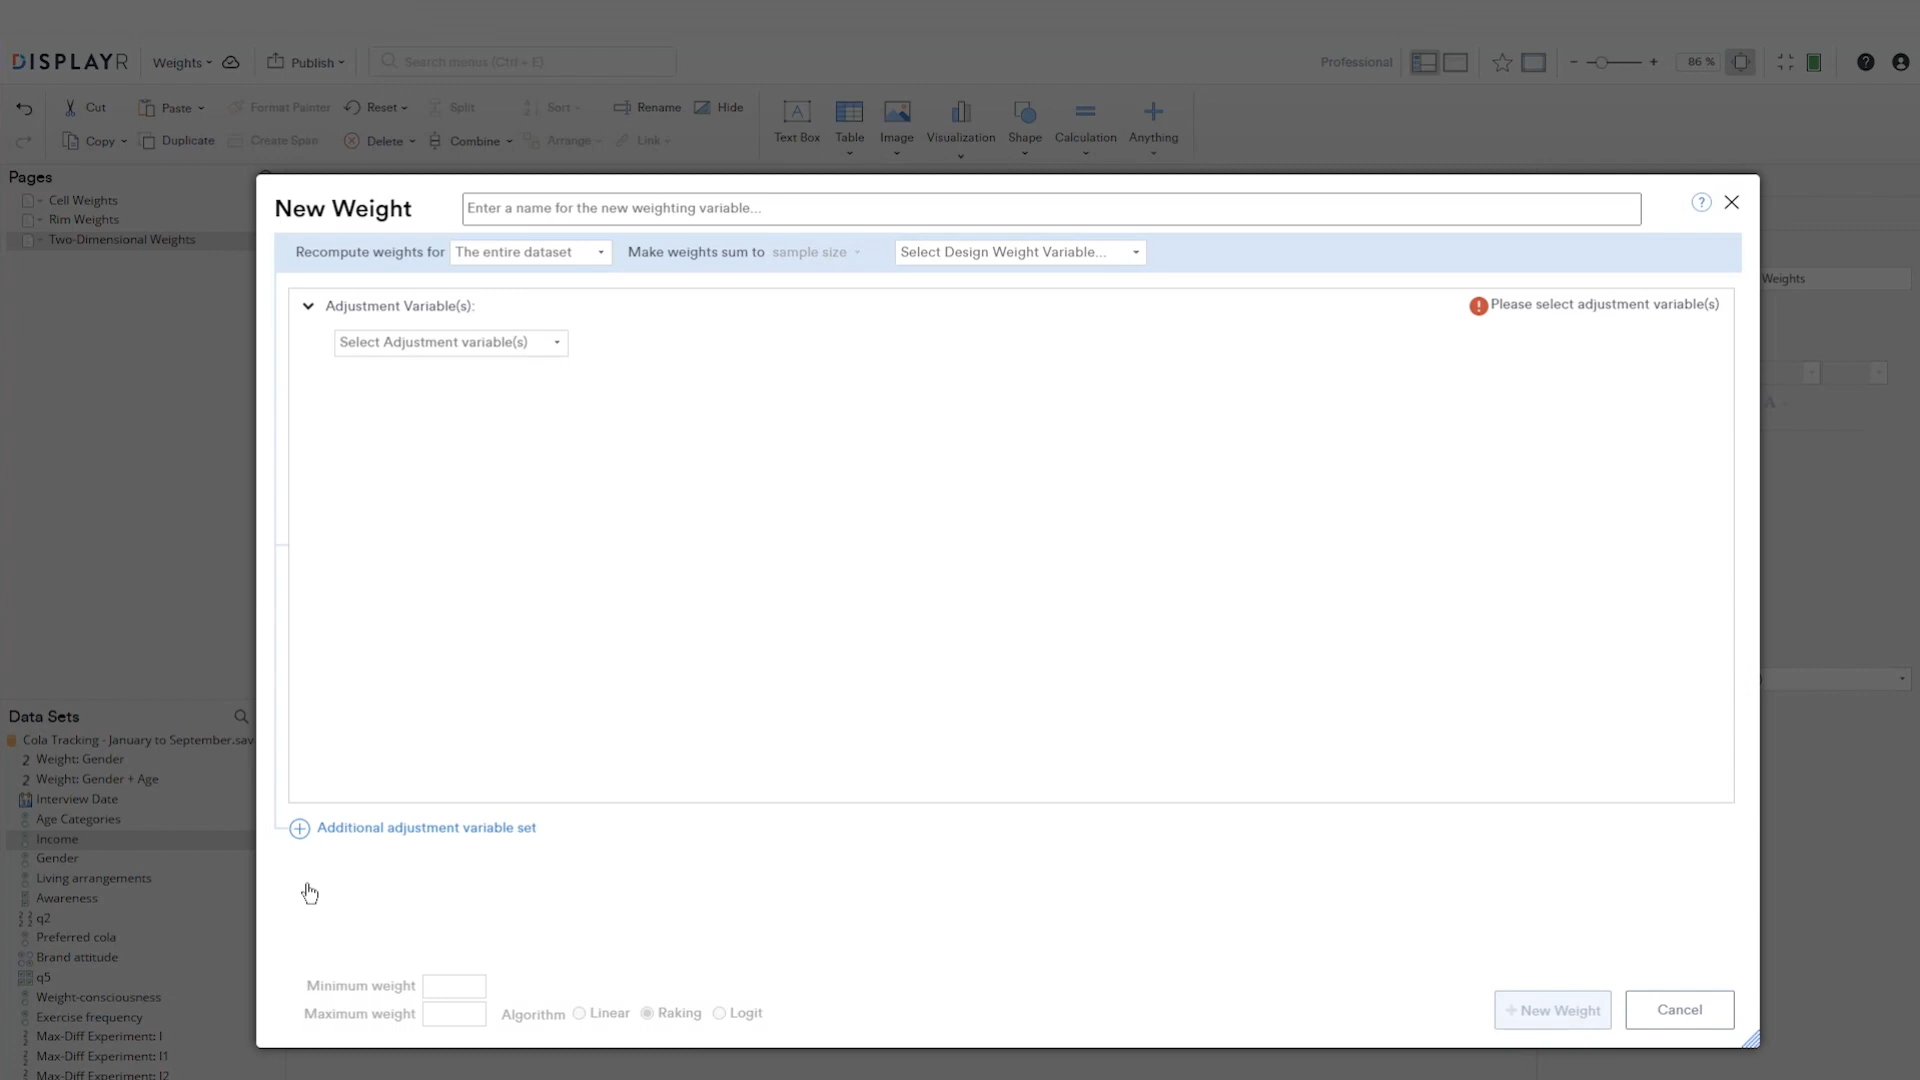 DISPLAYR
Weights
Publish
Search menus (Ctrl + E)
Professional
86 %
Cut
Paste
Format Painter
Reset
Split
Sort
Rename
Hide
Copy
Duplicate
Create Span
Delete
Combine
Arrange
Link
Text Box
Table
Image
Visualization
Shape
Calculation
Anything
Pages
Cell Weights
Rim Weights
Two-Dimensional Weights
New Weight
Enter a name for the new weighting variable...
Recompute weights for
The entire dataset
Make weights sum to
sample size
Select Design Weight Variable...
Adjustment Variable(s):
Please select adjustment variable(s)
Select Adjustment variable(s)
Additional adjustment variable set
Minimum weight
Maximum weight
Algorithm
Linear
Raking
Logit
+ New Weight
Cancel
Weights
A
Data Sets
Cola Tracking - January to September.sav
2 Weight: Gender
2 Weight: Gender + Age
Interview Date
Age Categories
Income
Gender
Living arrangements
Awareness
q2
Preferred cola
Brand attitude
q5
Weight-consciousness
Exercise frequency
Max-Diff Experiment: I
Max-Diff Experiment: I1
Max-Diff Experiment: I2